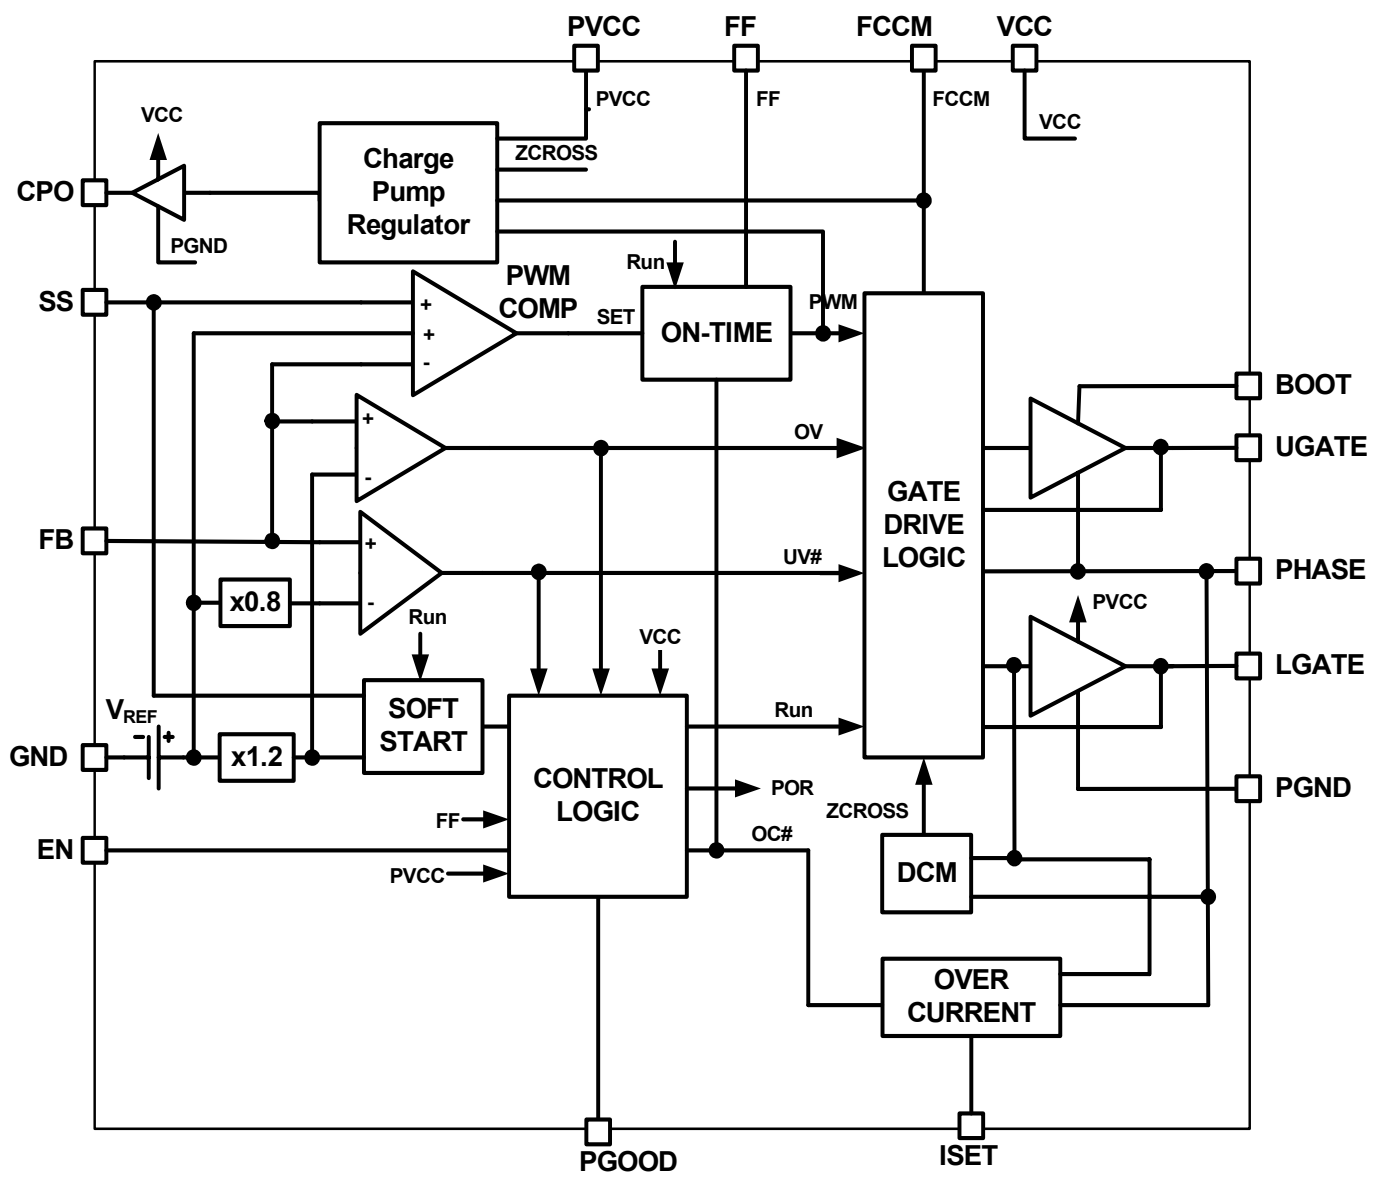 PVCC
FF
FCCM
VCC
PVCC
FF
FCCM
VCC
VCC
ZCROSS
Charge
Pump
Regulator
CPO
PGND
Run
PWM
COMP
SS
+
SET
PWM
+
ON-TIME
-
BOOT
+
OV
UGATE
-
GATE
DRIVE
LOGIC
FB
+
UV#
PHASE
x0.8
-
PVCC
Run
VCC
LGATE
VREF
- +
SOFT
START
Run
GND
x1.2
CONTROL
LOGIC
POR
PGND
ZCROSS
FF
OC#
EN
PVCC
DCM
OVER
CURRENT
PGOOD
ISET